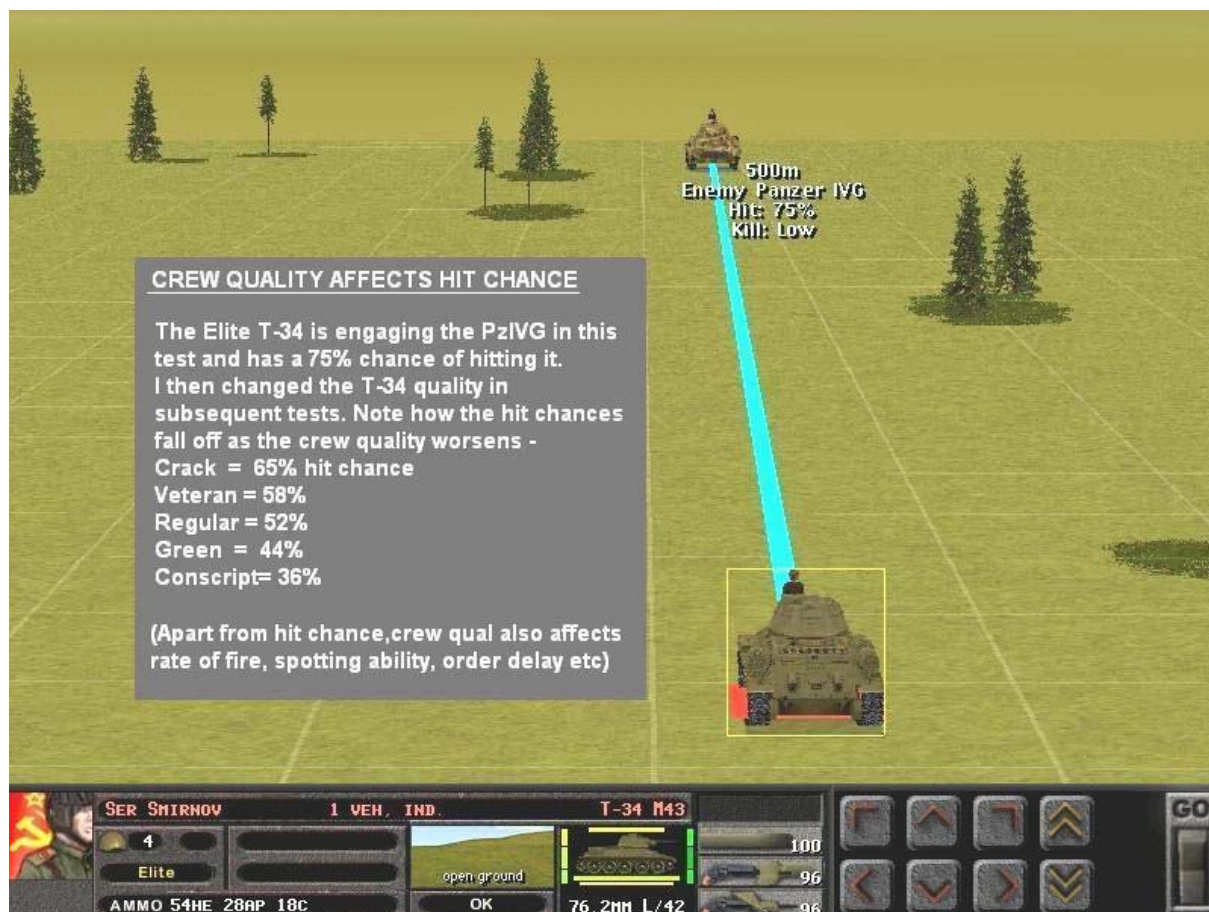 500m
Enemy Panzer IVG
Hit: 75%
Kill: Low
CREW QUALITY AFFECTS HIT CHANCE
The Elite T-34 is engaging the PzIVG in this
test and has a 75% chance of hitting it.
I then changed the T-34 quality in
subsequent tests. Note how the hit chances
fall off as the crew quality worsens -
Crack = 65% hit chance
Veteran = 58%
Regular = 52%
Green = 44%
Conscript= 36%
(Apart from hit chance,crew qual also affects
rate of fire, spotting ability, order delay etc)
SER SMIRNOV 1 VEH, IND. T-34 M43
GO
4
100
Elite
open ground
96
AMMO 54HE 28AP 18C
OK
76.2MM L/42
96